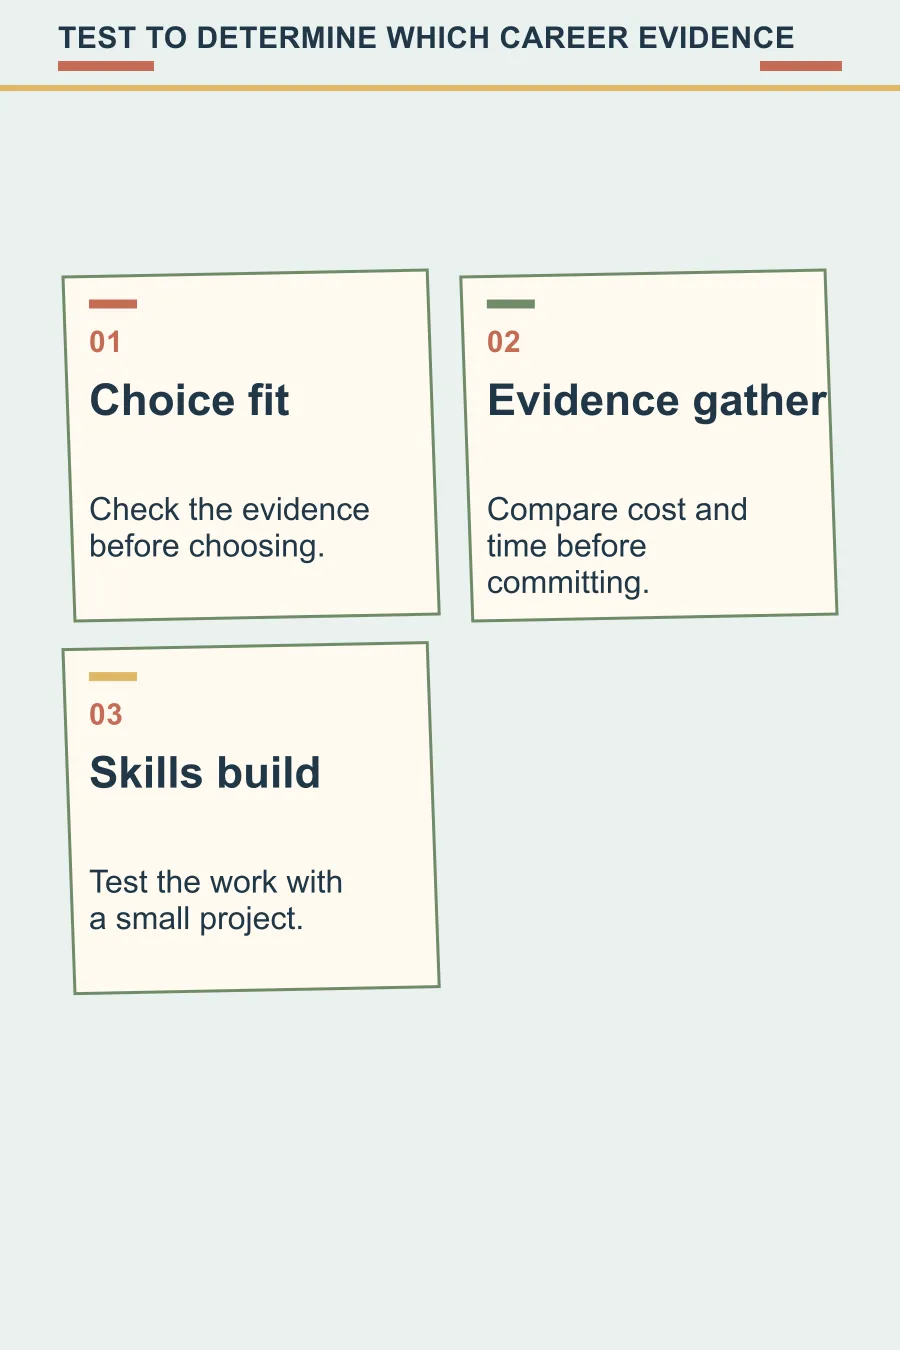 TEST TO DETERMINE WHICH CAREER EVIDENCE
01
Choice fit
Check the evidence
before choosing.
02
Evidence gather
Compare cost and
time before
committing.
03
Skills build
Test the work with
a small project.